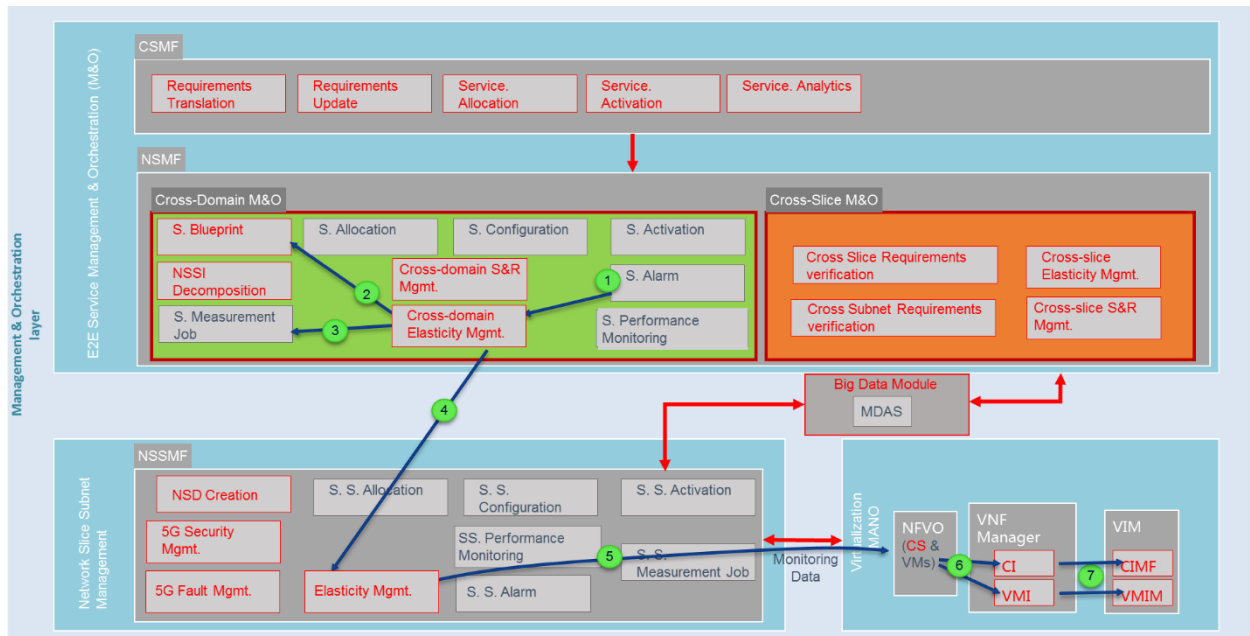 Management & Orchestration
layer
E2E Service Management & Orchestration (M&O)
CSMF
Requirements
Translation
Requirements
Update
Service.
Allocation
Service.
Activation
Service. Analytics
NSMF
Cross-Domain M&O
S. Blueprint
S. Allocation
S. Configuration
S. Activation
NSSI
Decomposition
Cross-domain S&R
Mgmt.
1
S. Alarm
2
S. Measurement
Job
3
Cross-domain
Elasticity Mgmt.
S. Performance
Monitoring
Cross-Slice M&O
Cross Slice Requirements
verification
Cross-slice
Elasticity Mgmt.
Cross Subnet Requirements
verification
Cross-slice S&R
Mgmt.
4
Big Data Module
MDAS
Network Slice Subnet
Management
NSSMF
NSD Creation
S. S. Allocation
S. S.
Configuration
S. S. Activation
5G Security
Mgmt.
SS. Performance
Monitoring
5
S. S.
Measurement Job
5G Fault Mgmt.
Elasticity Mgmt.
S. S. Alarm
Monitoring
Data
Virtualization
MANO
NFVO
(CS &
VMs)
6
VNF
Manager
CI
VMI
7
VIM
CIMF
VMIM